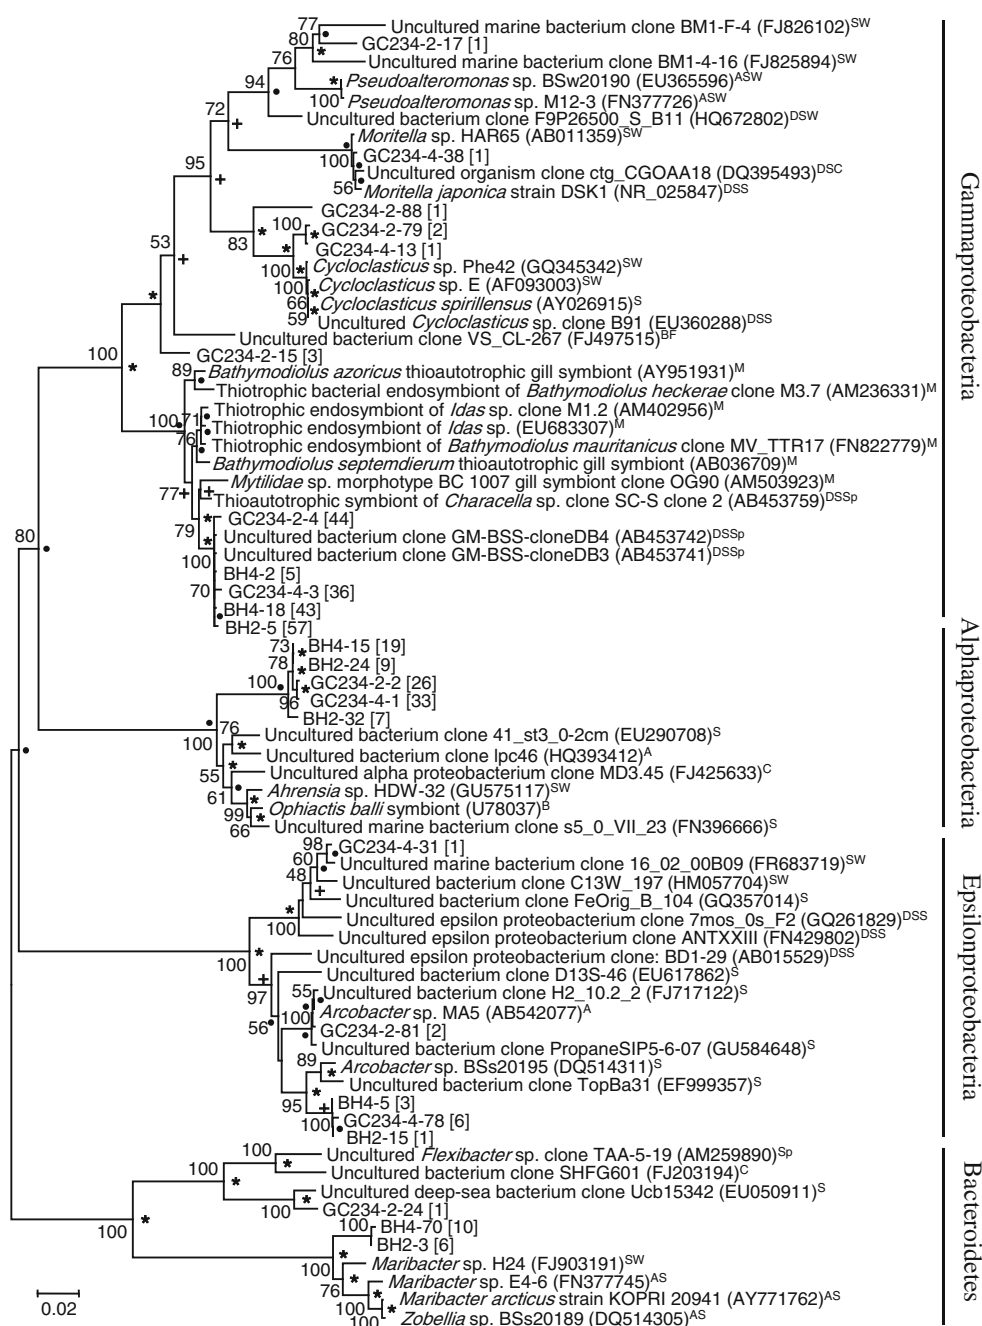 Uncultured marine bacterium clone BM1-F-4 (FJ826102)SW
GC234-2-17 [1]
Uncultured marine bacterium clone BM1-4-16 (FJ825894)SW
Pseudoalteromonas sp. BSw20190 (EU365596)ASW
Pseudoalteromonas sp. M12-3 (FN377726)ASW
Uncultured bacterium clone F9P26500_S_B11 (HQ672802)DSW
Moritella sp. HAR65 (AB011359)SW
GC234-4-38 [1]
Uncultured organism clone ctg_CGOAA18 (DQ395493)DSC
Moritella japonica strain DSK1 (NR_025847)DSS
GC234-2-88 [1]
GC234-2-79 [2]
GC234-4-13 [1]
Cycloclasticus sp. Phe42 (GQ345342)SW
Cycloclasticus sp. E (AF093003)SW
Cycloclasticus spirillensus (AY026915)S
Uncultured Cycloclasticus sp. clone B91 (EU360288)DSS
Uncultured bacterium clone VS_CL-267 (FJ497515)BF
GC234-2-15 [3]
Bathymodiolus azoricus thioautotrophic gill symbiont (AY951931)M
Thiotrophic bacterial endosymbiont of Bathymodiolus heckerae clone M3.7 (AM236331)M
Thiotrophic endosymbiont of Idas sp. clone M1.2 (AM402956)M
Thiotrophic endosymbiont of Idas sp. (EU683307)M
Thiotrophic endosymbiont of Bathymodiolus mauritanicus clone MV_TTR17 (FN822779)M
Bathymodiolus septemdierum thioautotrophic gill symbiont (AB036709)M
Mytilidae sp. morphotype BC 1007 gill symbiont clone OG90 (AM503923)M
Thioautotrophic symbiont of Characella sp. clone SC-S clone 2 (AB453759)DSSp
GC234-2-4 [44]
Uncultured bacterium clone GM-BSS-cloneDB4 (AB453742)DSSp
Uncultured bacterium clone GM-BSS-cloneDB3 (AB453741)DSSp
BH4-2 [5]
GC234-4-3 [36]
BH4-18 [43]
BH2-5 [57]
BH4-15 [19]
BH2-24 [9]
GC234-2-2 [26]
GC234-4-1 [33]
BH2-32 [7]
Uncultured bacterium clone 41_st3_0-2cm (EU290708)S
Uncultured bacterium clone lpc46 (HQ393412)A
Uncultured alpha proteobacterium clone MD3.45 (FJ425633)C
Ahrensia sp. HDW-32 (GU575117)SW
Ophiactis balli symbiont (U78037)B
Uncultured marine bacterium clone s5_0_VII_23 (FN396666)S
GC234-4-31 [1]
Uncultured marine bacterium clone 16_02_00B09 (FR683719)SW
Uncultured bacterium clone C13W_197 (HM057704)SW
Uncultured bacterium clone FeOrig_B_104 (GQ357014)S
Uncultured epsilon proteobacterium clone 7mos_0s_F2 (GQ261829)DSS
Uncultured epsilon proteobacterium clone ANTXXIII (FN429802)DSS
Uncultured epsilon proteobacterium clone: BD1-29 (AB015529)DSS
Uncultured bacterium clone D13S-46 (EU617862)S
Uncultured bacterium clone H2_10.2_2 (FJ717122)S
Arcobacter sp. MA5 (AB542077)A
GC234-2-81 [2]
Uncultured bacterium clone PropaneSIP5-6-07 (GU584648)S
Arcobacter sp. BSs20195 (DQ514311)S
Uncultured bacterium clone TopBa31 (EF999357)S
BH4-5 [3]
GC234-4-78 [6]
BH2-15 [1]
Uncultured Flexibacter sp. clone TAA-5-19 (AM259890)Sp
Uncultured bacterium clone SHFG601 (FJ203194)C
Uncultured deep-sea bacterium clone Ucb15342 (EU050911)S
GC234-2-24 [1]
BH4-70 [10]
BH2-3 [6]
Maribacter sp. H24 (FJ903191)SW
Maribacter sp. E4-6 (FN377745)AS
Maribacter arcticus strain KOPRI 20941 (AY771762)AS
Zobellia sp. BSs20189 (DQ514305)AS
Gammaproteobacteria
Alphaproteobacteria
Epsilonproteobacteria
Bacteroidetes
77
80
76
94
100
72
100
56
95
100
83
100
100
66
59
53
100
89
100
71
76
77
79
100
70
80
73
78
100
96
76
100
55
61
99
66
98
60
48
100
100
97
55
100
56
89
95
100
100
100
100
100
100
100
76
100
100
0.02